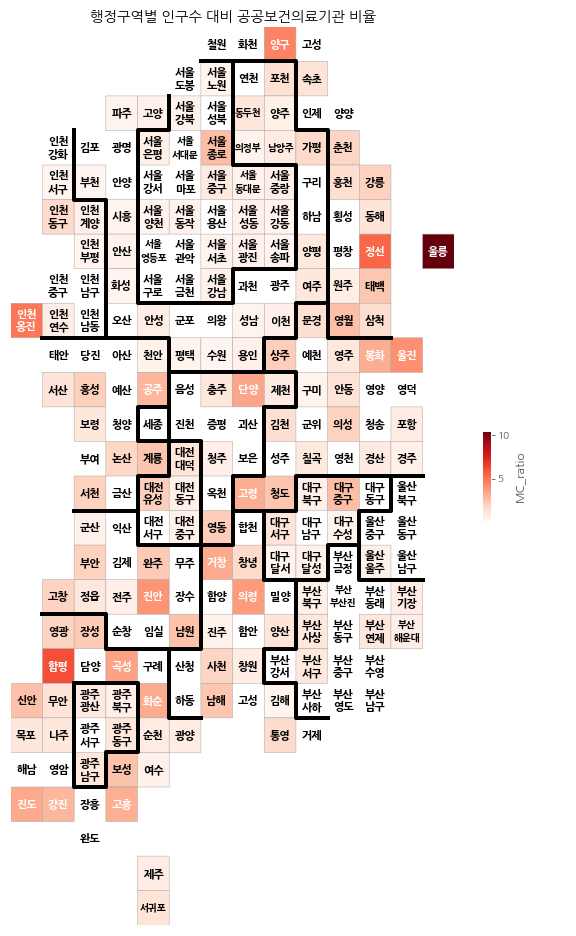 행정구역별 인구수 대비 공공보건의료기관 비율
철원 화천 양구 고성
서울 도봉 서울 노원 연천 포천 속초
파주 고양 서울 강북 서울 성북 동두천 양주 인제 양양
인천 강화 김포 광명 서울 은평 서울 서대문 서울 종로 의정부 남양주 가평 춘천
인천 서구 부천 안양 서울 강서 서울 마포 서울 중구 서울 동대문 서울 중랑 구리 홍천 강릉
인천 동구 인천 계양 시흥 서울 양천 서울 동작 서울 용산 서울 성동 서울 강동 하남 횡성 동해
인천 부평 안산 서울 영등포 서울 관악 서울 서초 서울 광진 서울 송파 양평 평창 정선 울릉
인천 중구 인천 남구 화성 서울 구로 서울 금천 서울 강남 과천 광주 여주 원주 태백
인천 옹진 인천 연수 인천 남동 오산 안성 군포 의왕 성남 이천 문경 영월 삼척
태안 당진 아산 천안 평택 수원 용인 상주 예천 영주 봉화 울진
서산 홍성 예산 공주 음성 충주 단양 제천 구미 안동 영양 영덕
보령 청양 세종 진천 증평 괴산 김천 군위 의성 청송 포항
부여 논산 계룡 대전 대덕 청주 보은 성주 칠곡 영천 경산 경주
서천 금산 대전 유성 대전 동구 옥천 고령 청도 대구 북구 대구 중구 대구 동구 울산 북구
군산 익산 대전 서구 대전 중구 영동 합천 대구 서구 대구 남구 대구 수성 울산 중구 울산 동구
부안 김제 완주 무주 거창 창녕 대구 달서 대구 달성 부산 금정 울산 울주 울산 남구
고창 정읍 전주 진안 장수 함양 의령 밀양 부산 북구 부산 부산진 부산 동래 부산 기장
영광 장성 순창 임실 남원 진주 함안 양산 부산 사상 부산 동구 부산 연제 부산 해운대
함평 담양 곡성 구례 산청 사천 창원 부산 강서 부산 서구 부산 중구 부산 수영
신안 무안 광주 광산 광주 북구 화순 하동 남해 고성 김해 부산 사하 부산 영도 부산 남구
목포 나주 광주 서구 광주 동구 순천 광양 통영 거제
해남 영암 광주 남구 보성 여수
진도 강진 장흥 고흥
완도
제주
서귀포
10
5
MC_ratio